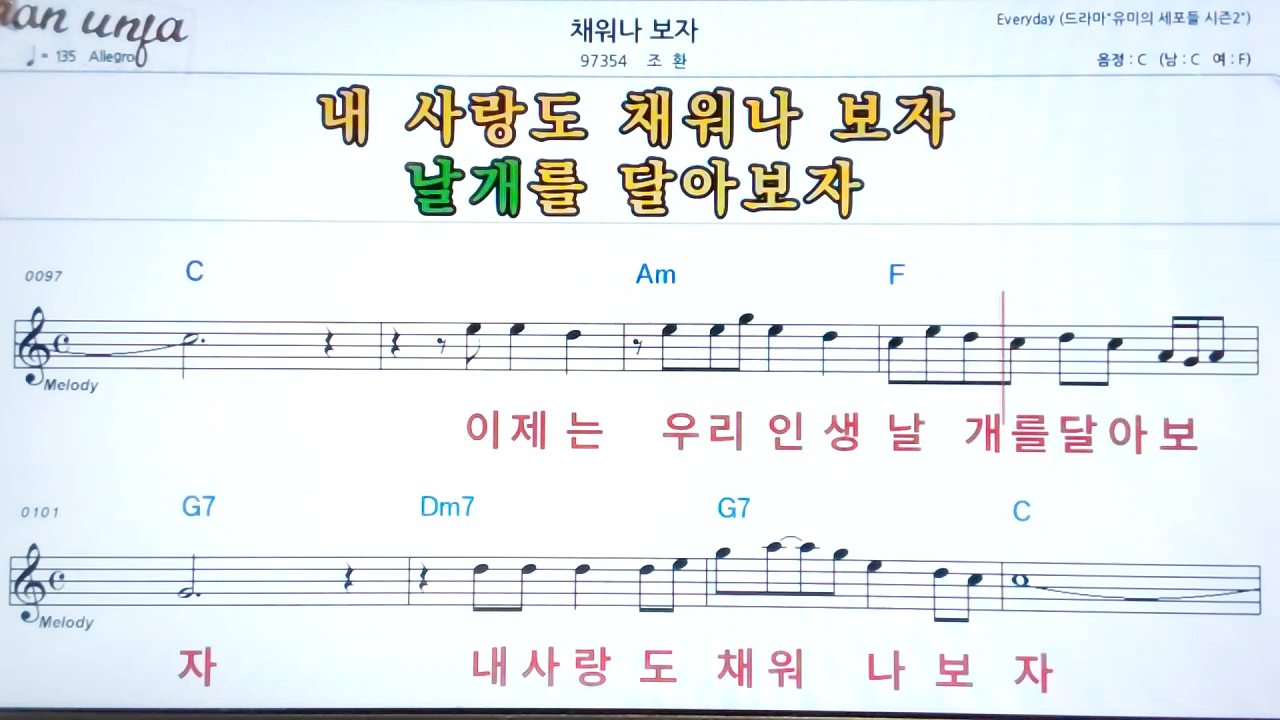 채워나 보자
Everyday (드라마"유미의 세포들 시즌2")
♩= 135 Allegro
97354 조 환
음정 : C (남 : C 여 : F)
내 사랑도 채워나 보자
날개를 달아보자
0097 C Am F
Melody
이제 는 우리 인 생 날 개를달아보
0101 G7 Dm7 G7 C
Melody
자 내사랑 도 채워 나 보 자